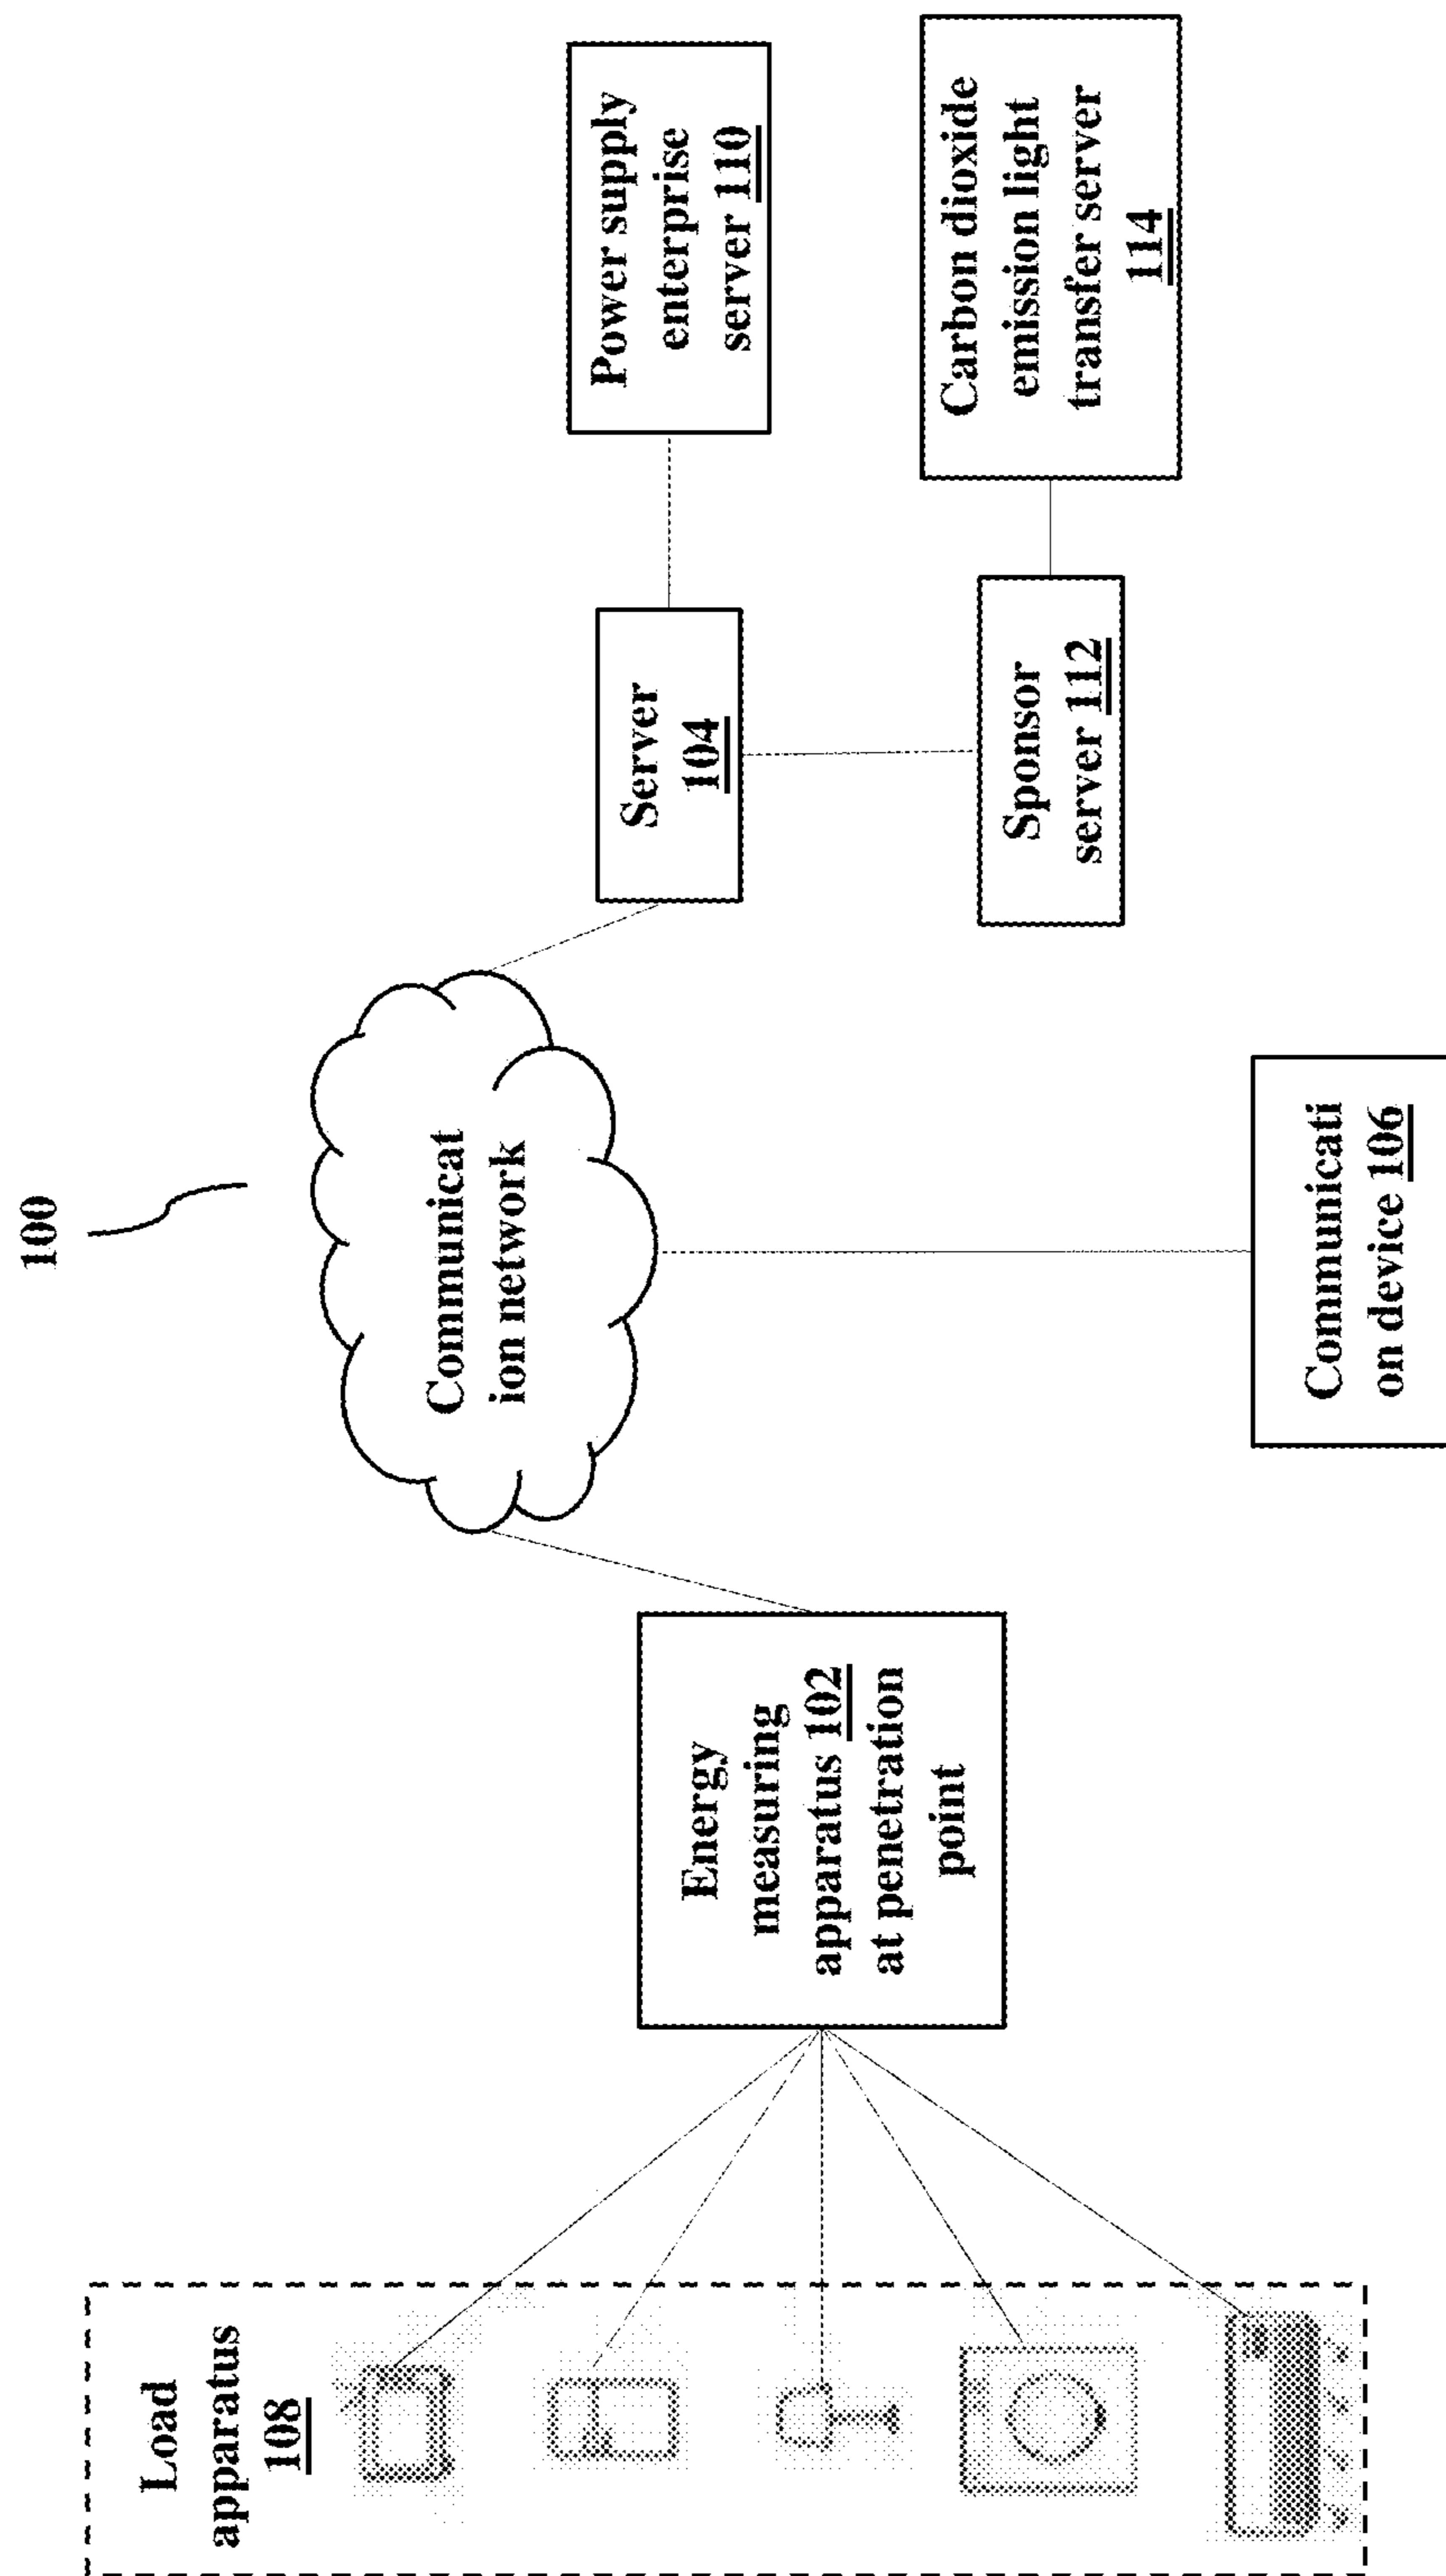 100
Load
apparatus
108
Energy
measuring
apparatus 102
at penetration
point
Communicat
ion network
Communicati
on device 106
Server
104
Sponsor
server 112
Power supply
enterprise
server 110
Carbon dioxide
emission light
transfer server
114